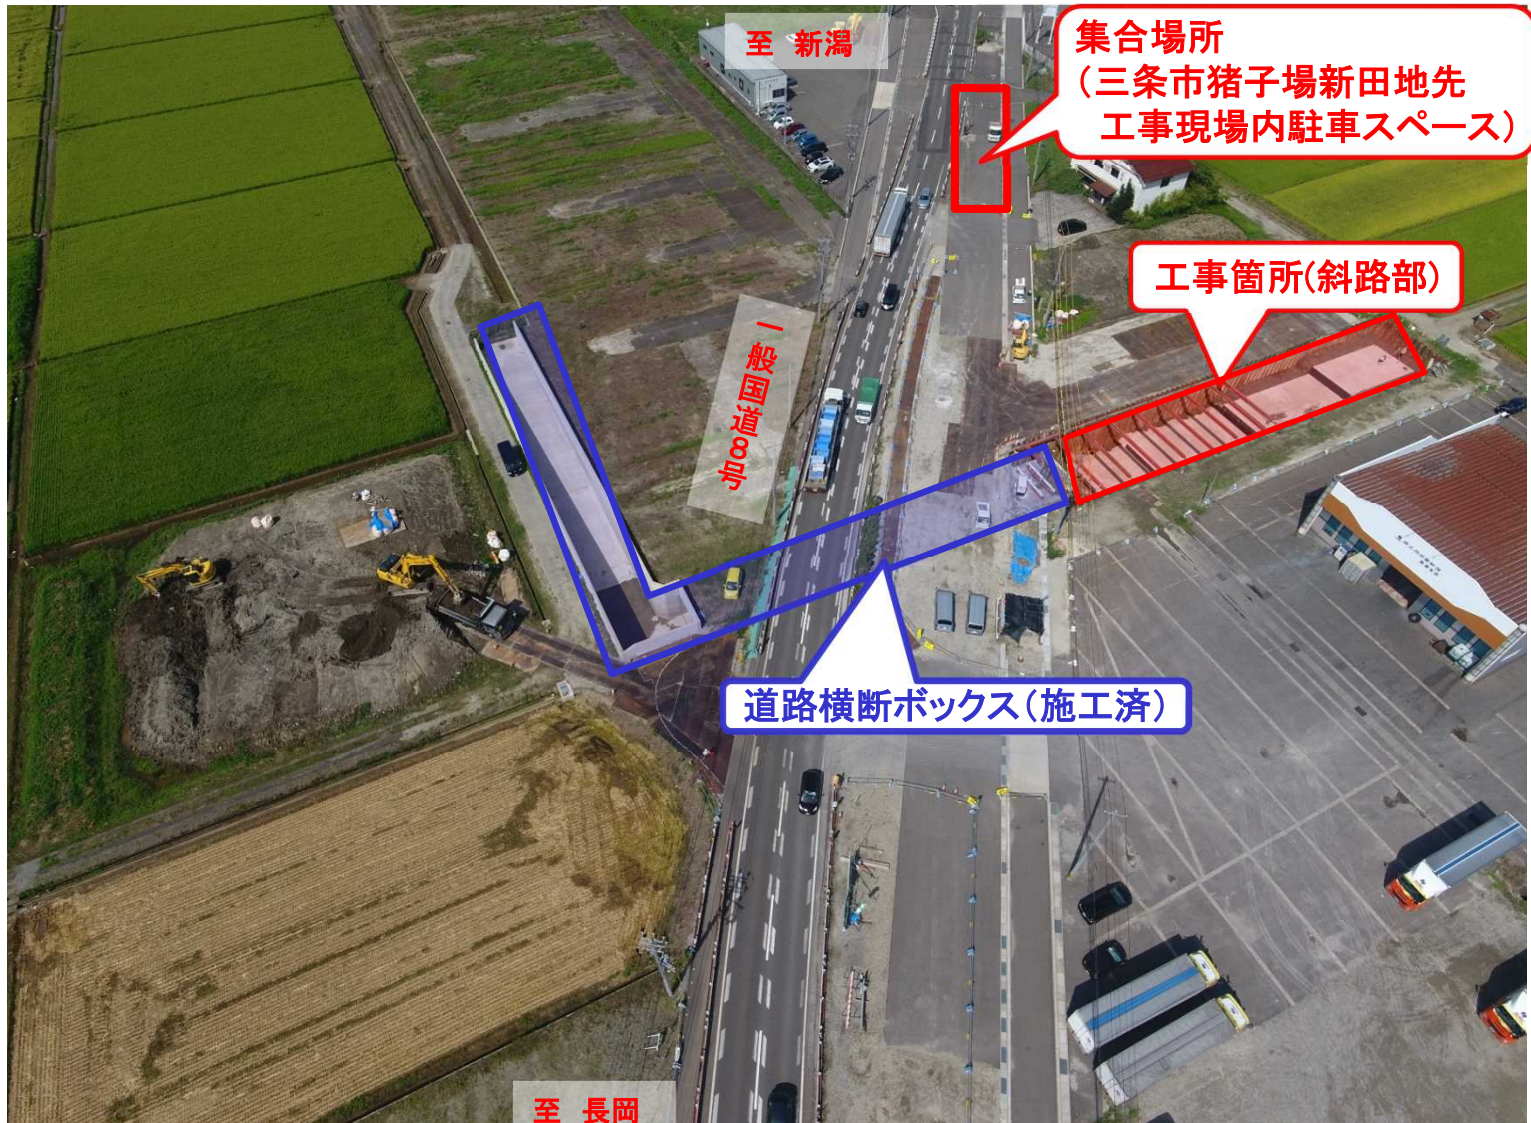 至 新潟
集合場所
（三条市猪子場新田地先
工事現場内駐車スペース）
工事箇所(斜路部)
一般国道８号
道路横断ボックス（施工済）
至 長岡